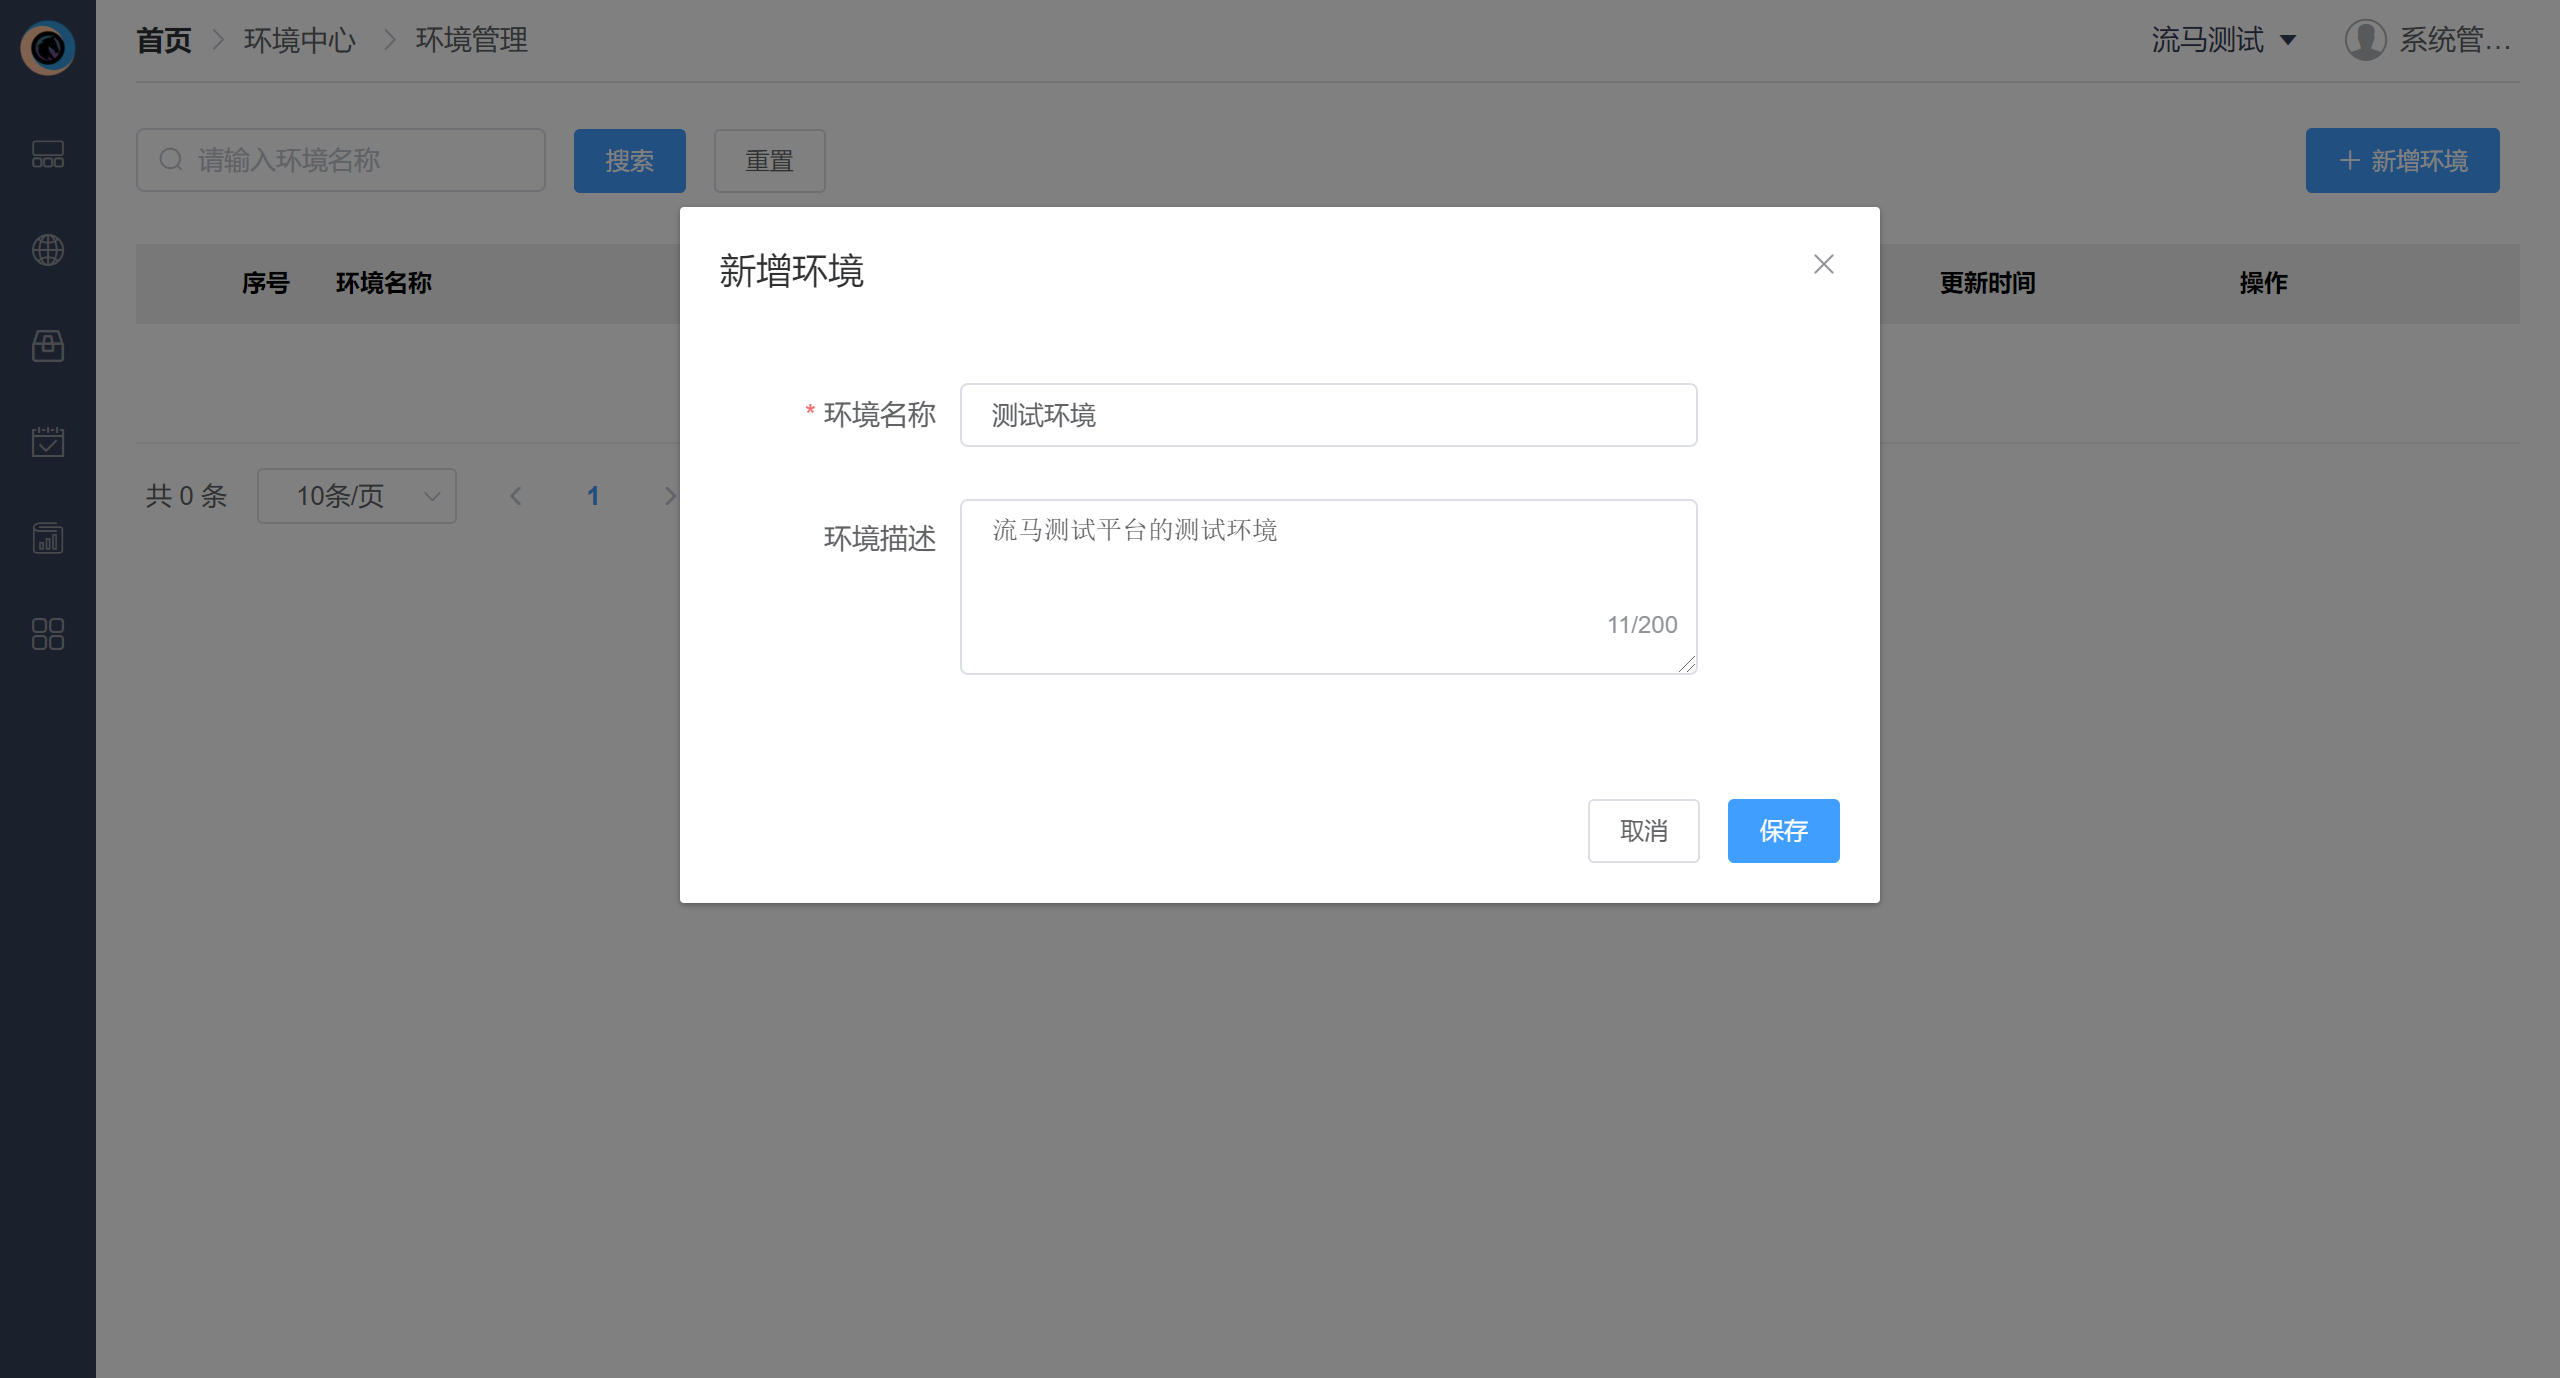 首页 环境中心 环境管理 流马测试 系统管...
请输入环境名称 搜索 重置 新增环境
序号 环境名称 更新时间 操作
共 0 条 10条/页 1
新增环境
* 环境名称 测试环境
环境描述 流马测试平台的测试环境
11/200
取消 保存